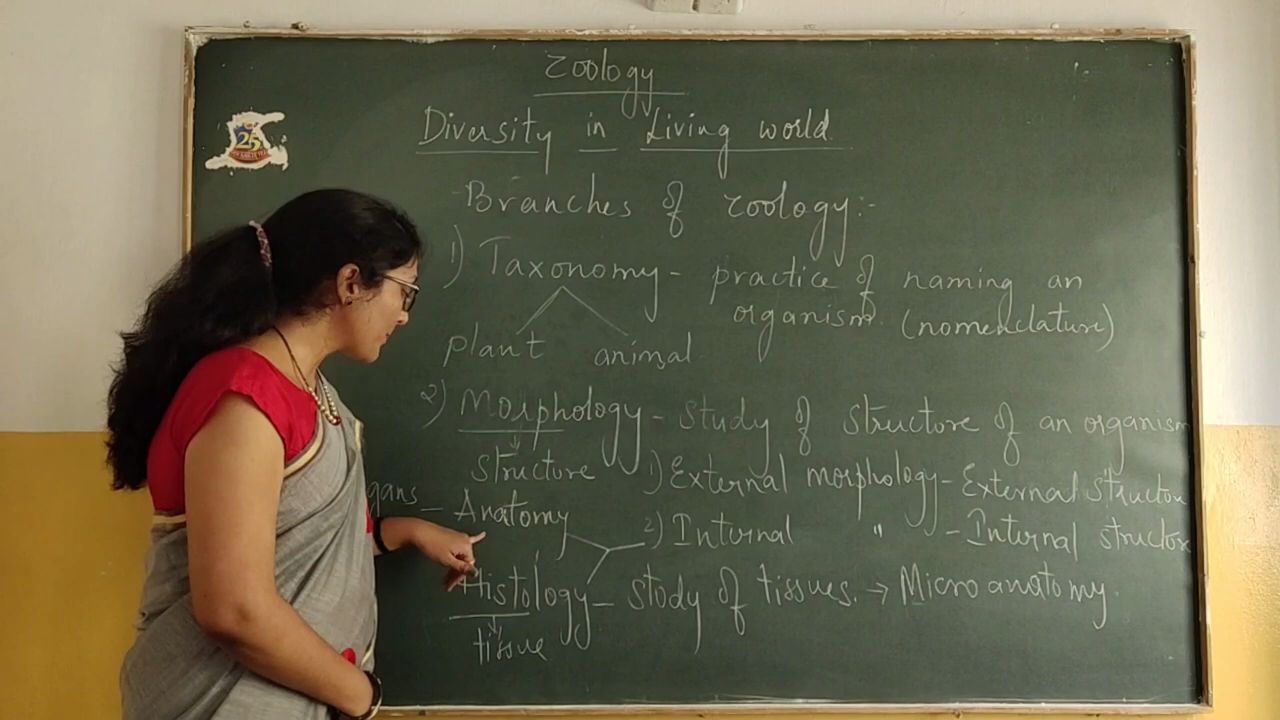 Zoology
25
Diversity in Living world.
-Branches of zoology:-
1) Taxonomy - practice of naming an
organism. (nomenclature)
plant animal
2) Morphology - study of structure of an organism
structure 1) External morphology - External structure
gans - Anatomy 2) Internal " - Internal structure
Histology - study of tissues. → Microanatomy.
tissue